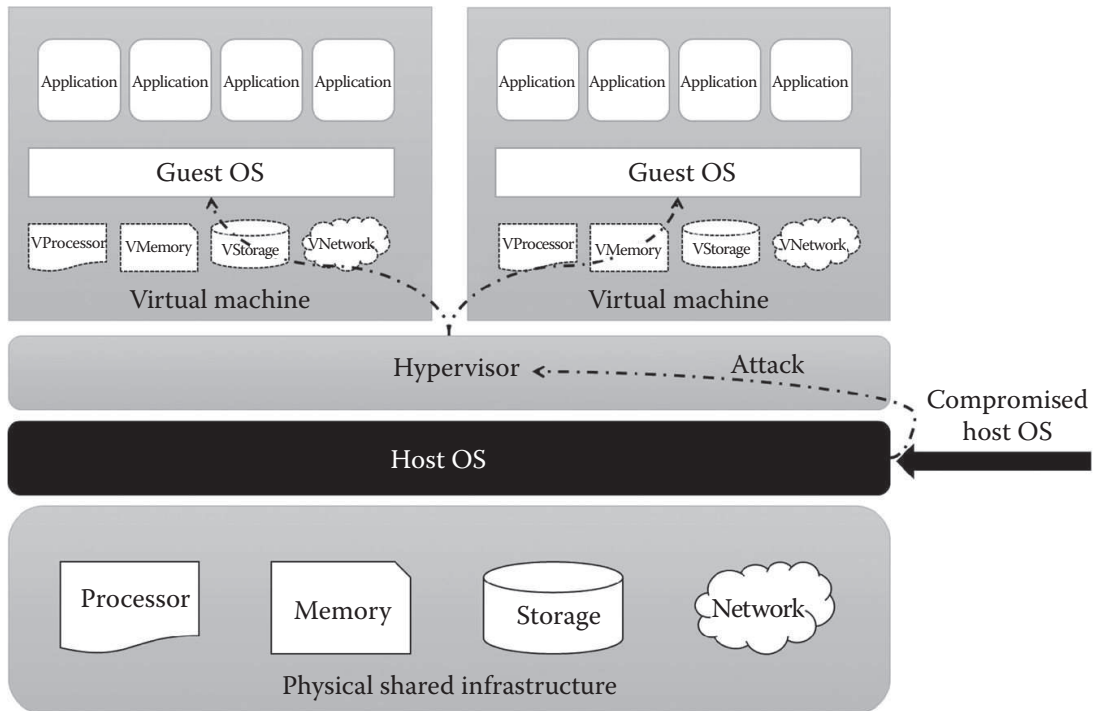 Application Application Application Application
Application Application Application Application
Guest OS
Guest OS
VProcessor VMemory VStorage VNetwork
VProcessor VMemory VStorage VNetwork
Virtual machine
Virtual machine
Hypervisor
Attack
Compromised
host OS
Host OS
Processor
Memory
Storage
Network
Physical shared infrastructure